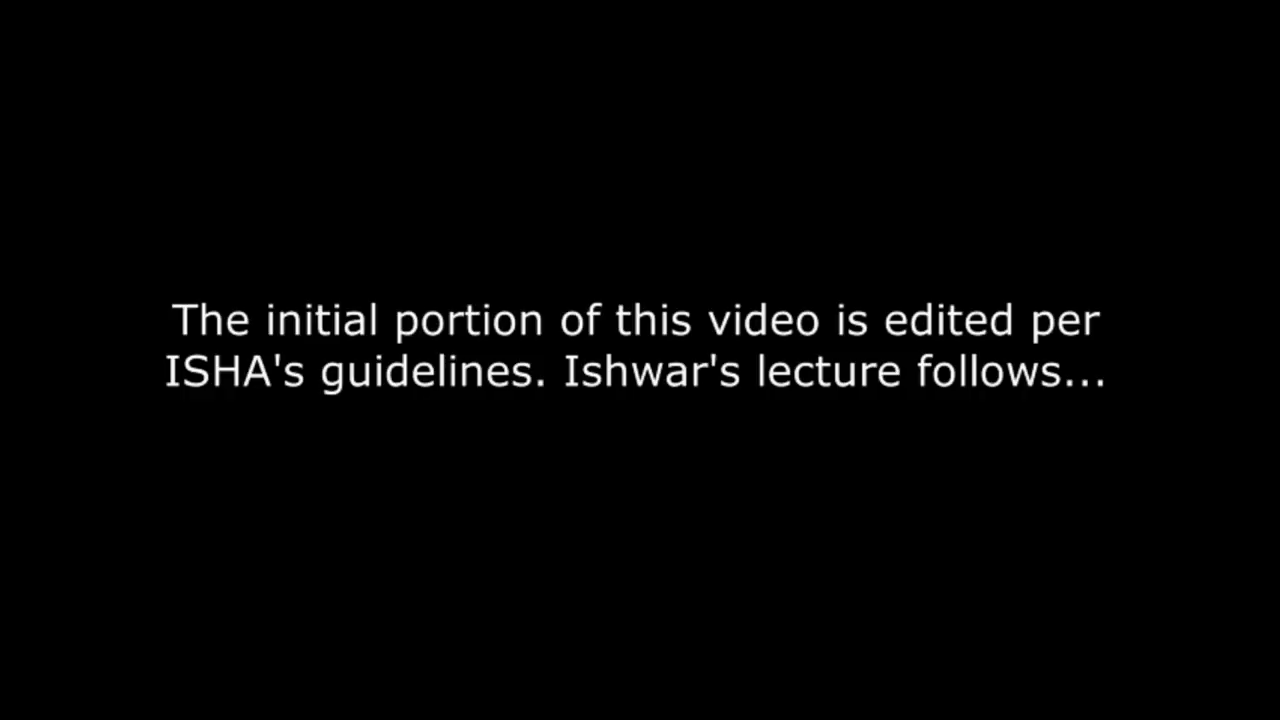 The initial portion of this video is edited per
ISHA's guidelines. Ishwar's lecture follows...